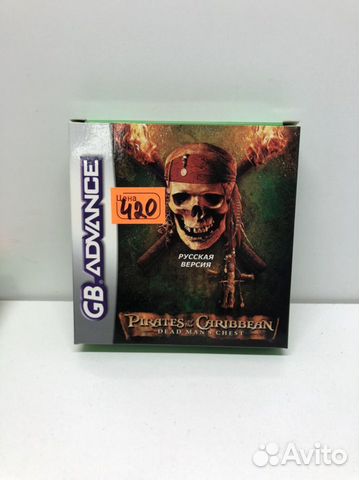 GB ADVANCE
Цена
420
РУССКАЯ
ВЕРСИЯ
PIRATES of the CARIBBEAN
DEAD MAN'S CHEST
Avito